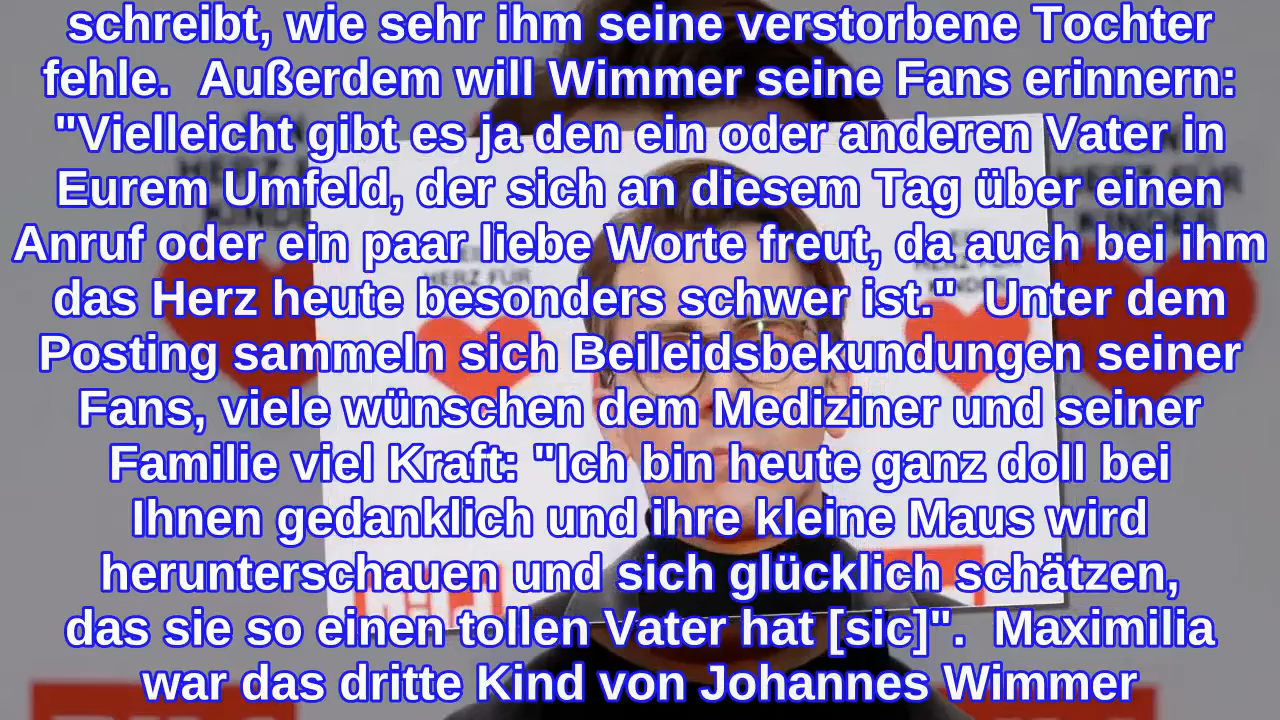 schreibt, wie sehr ihm seine verstorbene Tochter
fehle.  Außerdem will Wimmer seine Fans erinnern:
"Vielleicht gibt es ja den ein oder anderen Vater in
Eurem Umfeld, der sich an diesem Tag über einen
Anruf oder ein paar liebe Worte freut, da auch bei ihm
das Herz heute besonders schwer ist."  Unter dem
Posting sammeln sich Beileidsbekundungen seiner
Fans, viele wünschen dem Mediziner und seiner
Familie viel Kraft: "Ich bin heute ganz doll bei
Ihnen gedanklich und ihre kleine Maus wird
herunterschauen und sich glücklich schätzen,
das sie so einen tollen Vater hat [sic]".  Maximilia
war das dritte Kind von Johannes Wimmer
HERZ FÜR